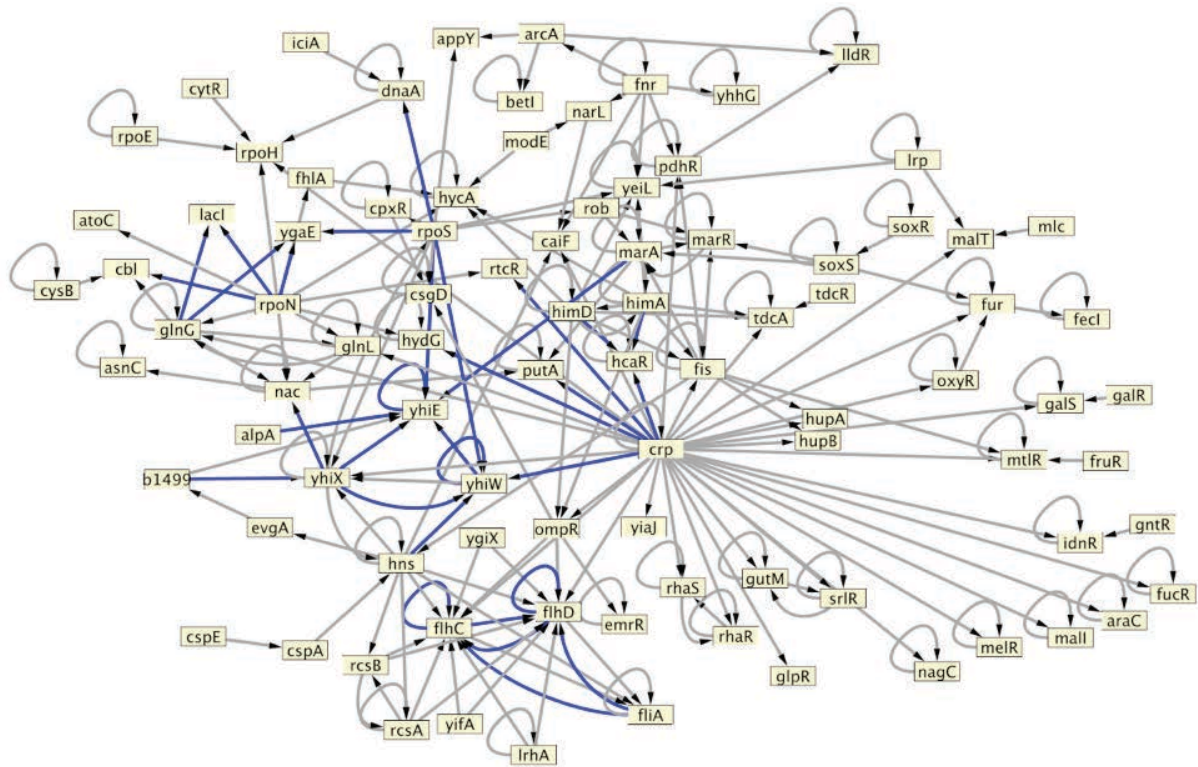 appY
arcA
iciA
lldR
dnaA
fnr
cytR
betI
yhhG
narL
rpoE
modE
rpoH
lrp
pdhR
fhlA
yeiL
hycA
cpxR
rob
atoC
lacI
ygaE
rpoS
caiF
marR
soxR
mlc
malT
marA
soxS
cbI
rtcR
cysB
csgD
tdcR
rpoN
himA
himD
fur
tdcA
fecI
glnG
glnL
hydG
hcaR
asnC
putA
fis
oxyR
nac
galR
galS
yhiE
hupA
alpA
hupB
crp
mtlR
fruR
b1499
yhiX
yhiW
evgA
ompR
yiaJ
gntR
ygiX
idnR
hns
gutM
rhaS
fucR
srlR
flhD
araC
flhC
emrR
cspE
rhaR
malI
cspA
melR
rcsB
nagC
glpR
fliA
yifA
rcsA
lrhA